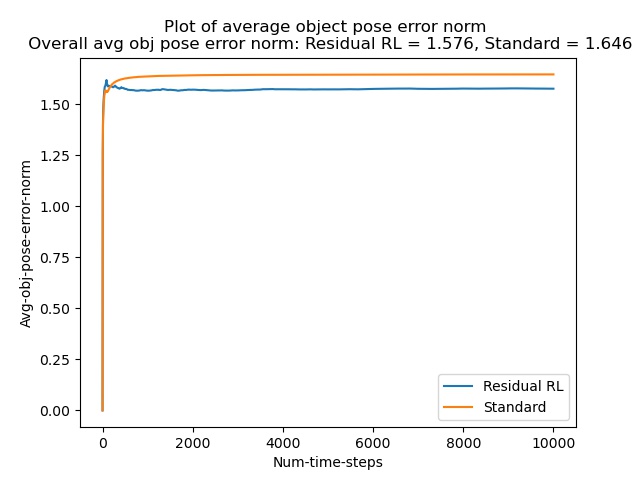 Plot of average object pose error norm
Overall avg obj pose error norm: Residual RL = 1.576, Standard = 1.646
1.50
1.25
1.00
0.75
0.50
0.25
0.00
Avg-obj-pose-error-norm
Residual RL
Standard
0 2000 4000 6000 8000 10000
Num-time-steps